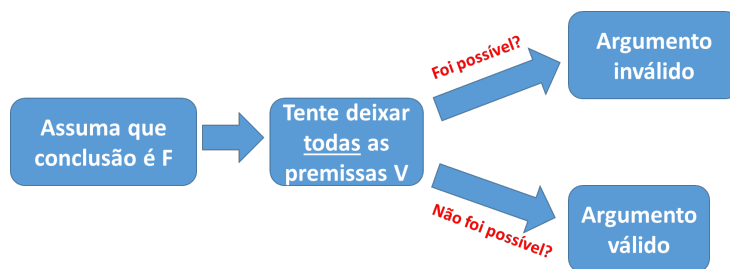 Assuma que
conclusão é F
Tente deixar
todas as
premissas V
Foi possível?
Argumento
inválido
Não foi possível?
Argumento
válido